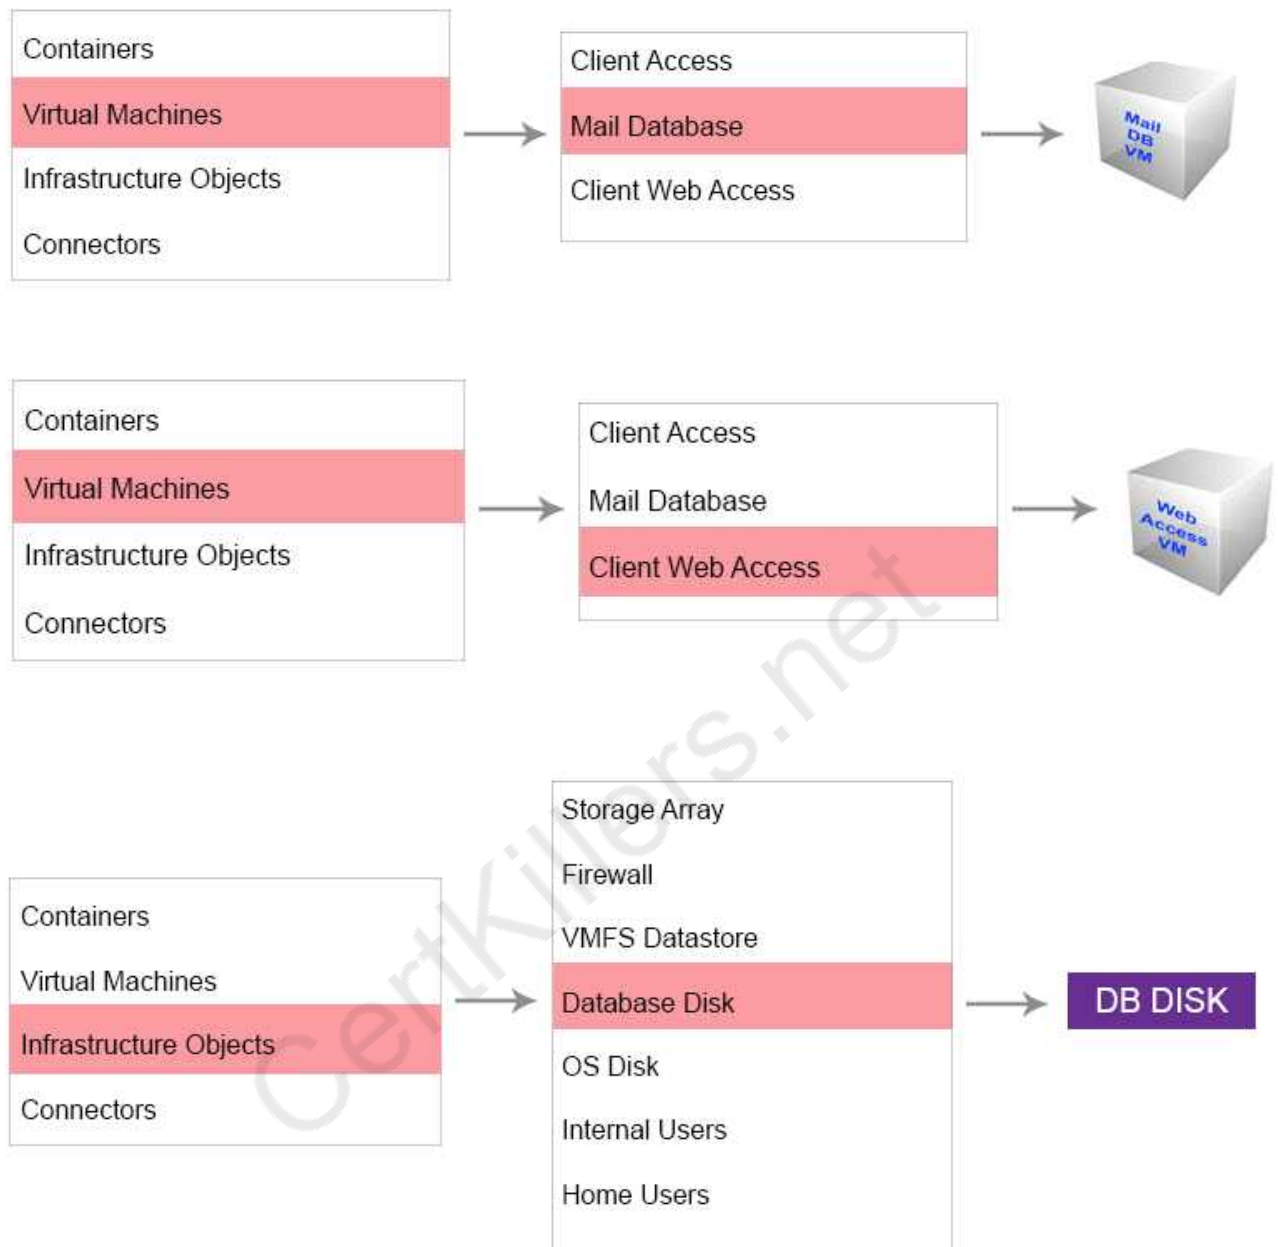 Containers
Virtual Machines
Infrastructure Objects
Connectors
Client Access
Mail Database
Client Web Access
Mail
DB
VM
Containers
Virtual Machines
Infrastructure Objects
Connectors
Client Access
Mail Database
Client Web Access
Web
Access
VM
Containers
Virtual Machines
Infrastructure Objects
Connectors
Storage Array
Firewall
VMFS Datastore
Database Disk
OS Disk
Internal Users
Home Users
DB DISK
CertKillers.net